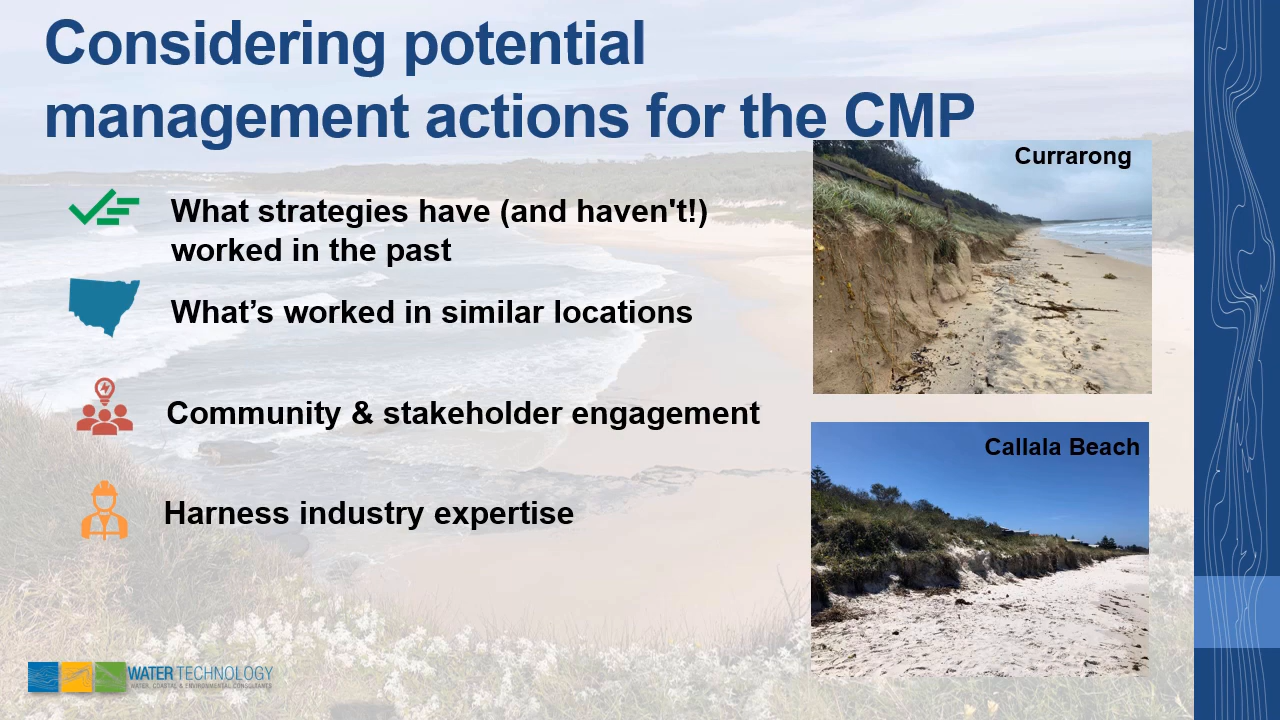 Considering potential
management actions for the CMP
Currarong
What strategies have (and haven't!)
worked in the past
What’s worked in similar locations
Community & stakeholder engagement
Callala Beach
Harness industry expertise
WATER TECHNOLOGY
WATER, COASTAL & ENVIRONMENTAL CONSULTANTS